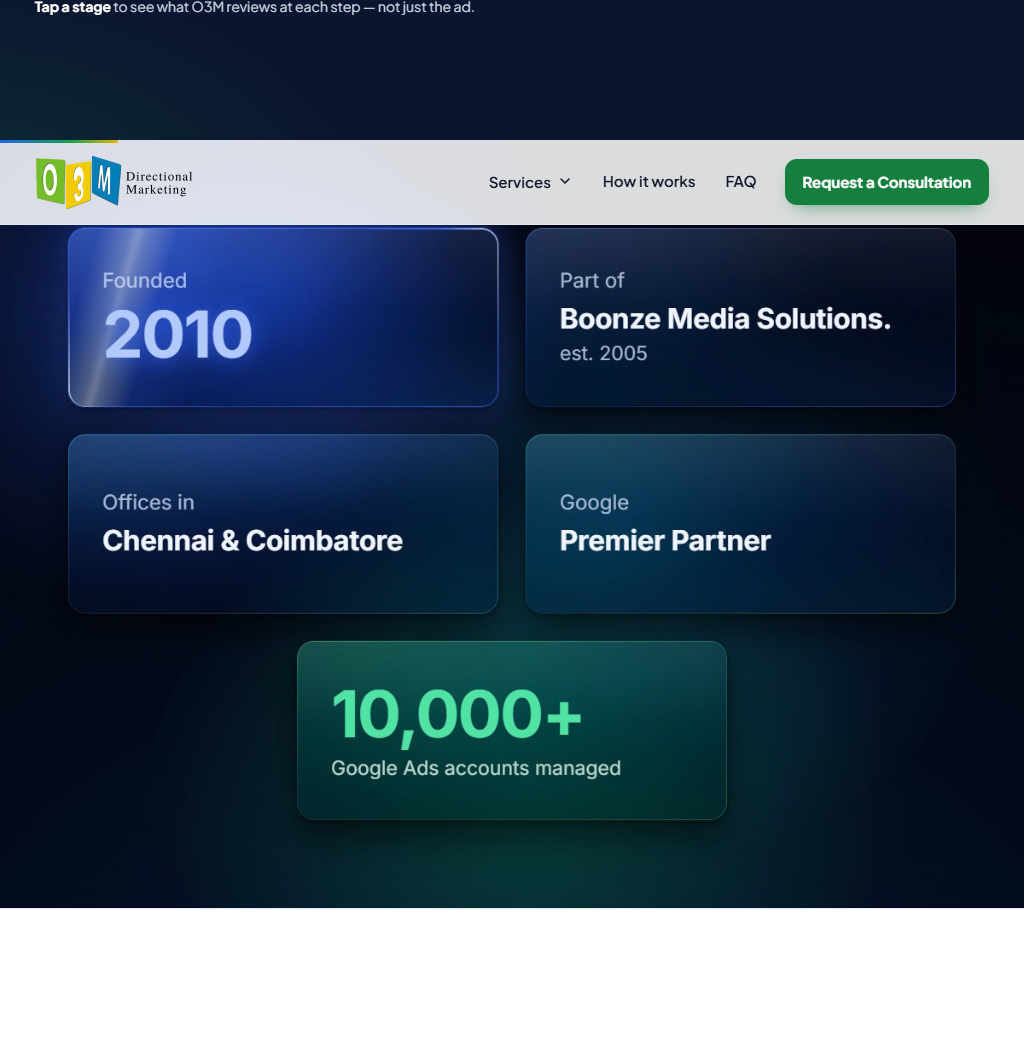 Tap a stage to see what O3M reviews at each step — not just the ad.
O3M Directional
Marketing
Services
How it works
FAQ
Request a Consultation
Founded
2010
Part of
Boonze Media Solutions.
est. 2005
Offices in
Chennai & Coimbatore
Google
Premier Partner
10,000+
Google Ads accounts managed